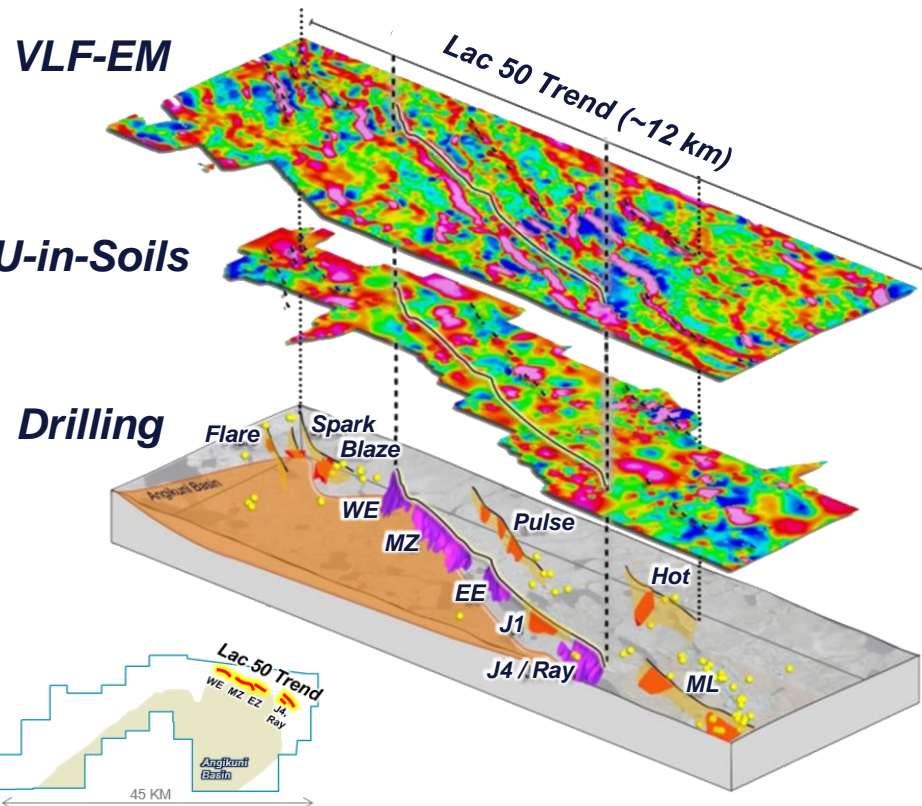 VLF-EM
Lac 50 Trend (~12 km)
U-in-Soils
Drilling
Flare
Spark
Blaze
Angikuni Basin
WE
MZ
Pulse
EE
Hot
J1
J4 / Ray
ML
Lac 50 Trend
WE
MZ
EZ
J4,
Ray
Angikuni
Basin
45 KM